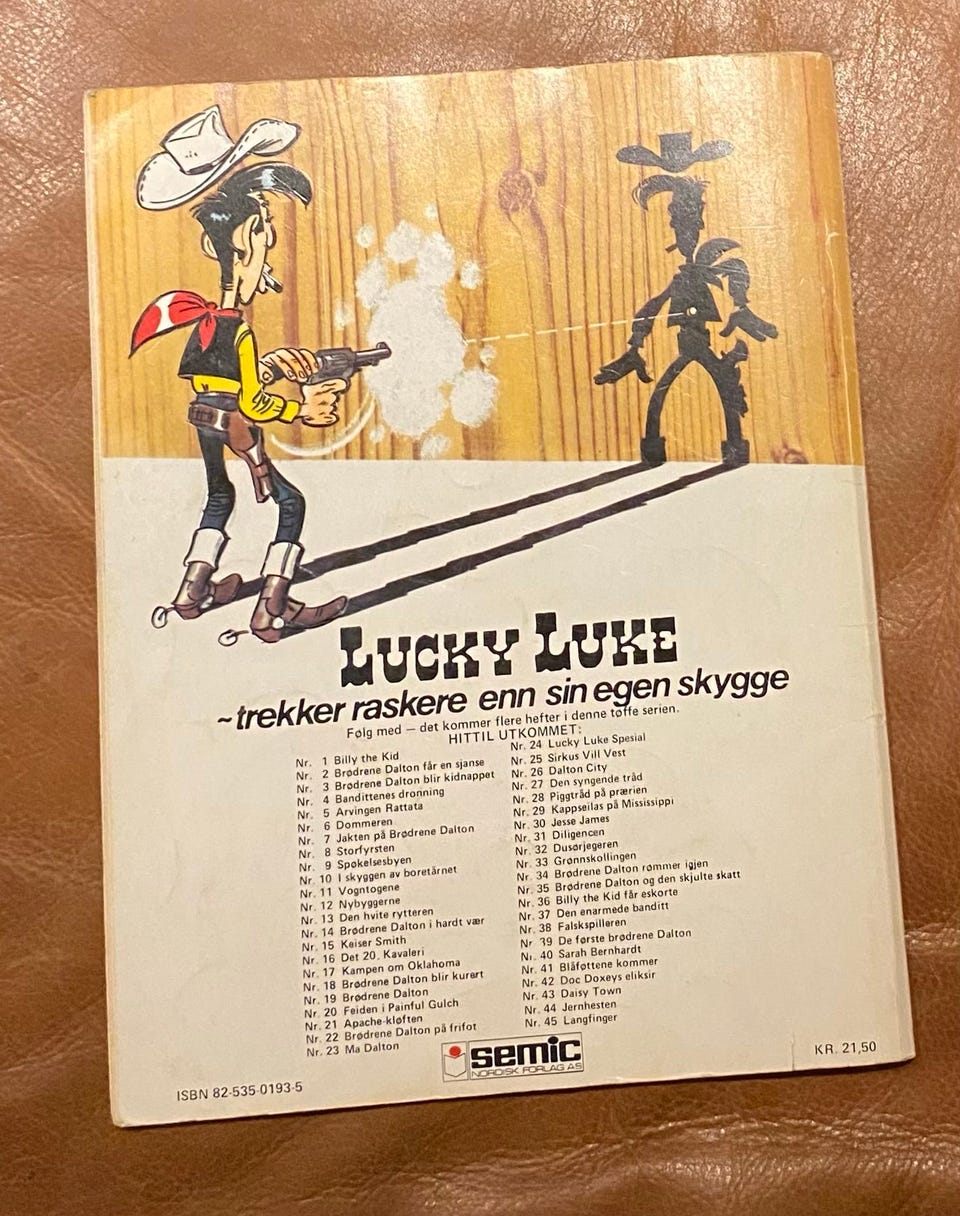 LUCKY LUKE
~trekker raskere enn sin egen skygge
Følg med — det kommer flere hefter i denne tøffe serien.
HITTIL UTKOMMET:
Nr. 1 Billy the Kid
Nr. 2 Brødrene Dalton får en sjanse
Nr. 3 Brødrene Dalton blir kidnappet
Nr. 4 Bandittenes dronning
Nr. 5 Arvingen Rattata
Nr. 6 Dommeren
Nr. 7 Jakten på Brødrene Dalton
Nr. 8 Storfyrsten
Nr. 9 Spøkelsesbyen
Nr. 10 I skyggen av boretårnet
Nr. 11 Vogntogene
Nr. 12 Nybyggerne
Nr. 13 Den hvite rytteren
Nr. 14 Brødrene Dalton i hardt vær
Nr. 15 Keiser Smith
Nr. 16 Det 20. Kavaleri
Nr. 17 Kampen om Oklahoma
Nr. 18 Brødrene Dalton blir kurert
Nr. 19 Brødrene Dalton
Nr. 20 Feiden i Painful Gulch
Nr. 21 Apache-kløften
Nr. 22 Brødrene Dalton på frifot
Nr. 23 Ma Dalton
Nr. 24 Lucky Luke Spesial
Nr. 25 Sirkus Vill Vest
Nr. 26 Dalton City
Nr. 27 Den syngende tråd
Nr. 28 Piggtråd på prærien
Nr. 29 Kappseilas på Mississippi
Nr. 30 Jesse James
Nr. 31 Diligencen
Nr. 32 Dusørjegeren
Nr. 33 Grønnskollingen
Nr. 34 Brødrene Dalton rømmer igjen
Nr. 35 Brødrene Dalton og den skjulte skatt
Nr. 36 Billy the Kid får eskorte
Nr. 37 Den enarmede banditt
Nr. 38 Falskspilleren
Nr 39 De første brødrene Dalton
Nr. 40 Sarah Bernhardt
Nr. 41 Blåføttene kommer
Nr. 42 Doc Doxeys eliksir
Nr. 43 Daisy Town
Nr. 44 Jernhesten
Nr. 45 Langfinger
semic
NORDISK FORLAG AS
KR. 21,50
ISBN 82-535-0193-5